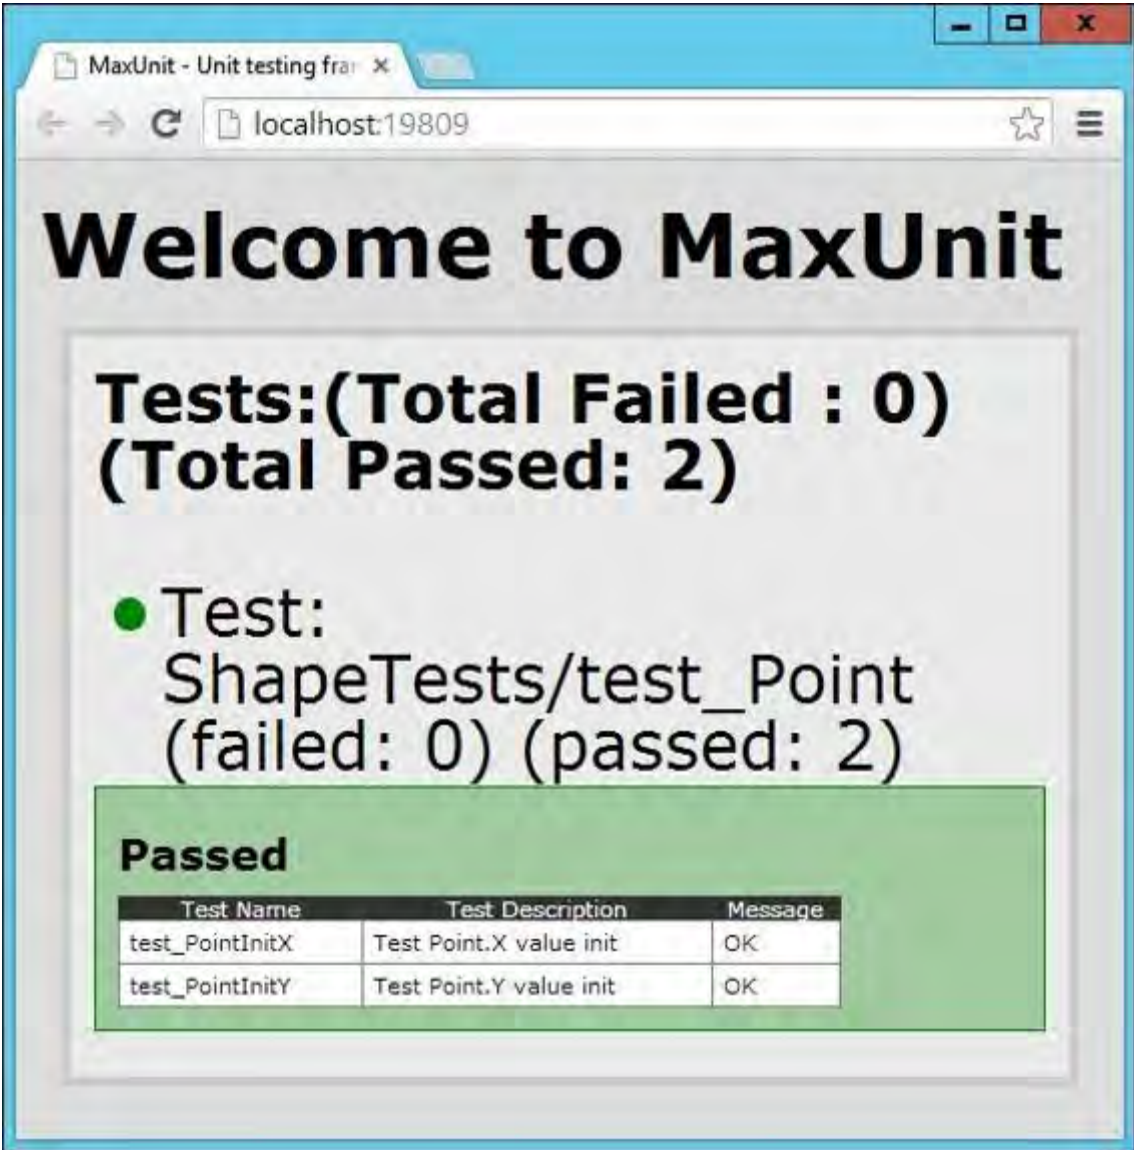 MaxUnit - Unit testing fra
localhost:19809
Welcome to MaxUnit
Tests:(Total Failed : 0)
(Total Passed: 2)
Test:
ShapeTests/test_Point
(failed: 0) (passed: 2)
Passed
Test Name Test Description Message
test_PointInitX Test Point.X value init OK
test_PointInitY Test Point.Y value init OK